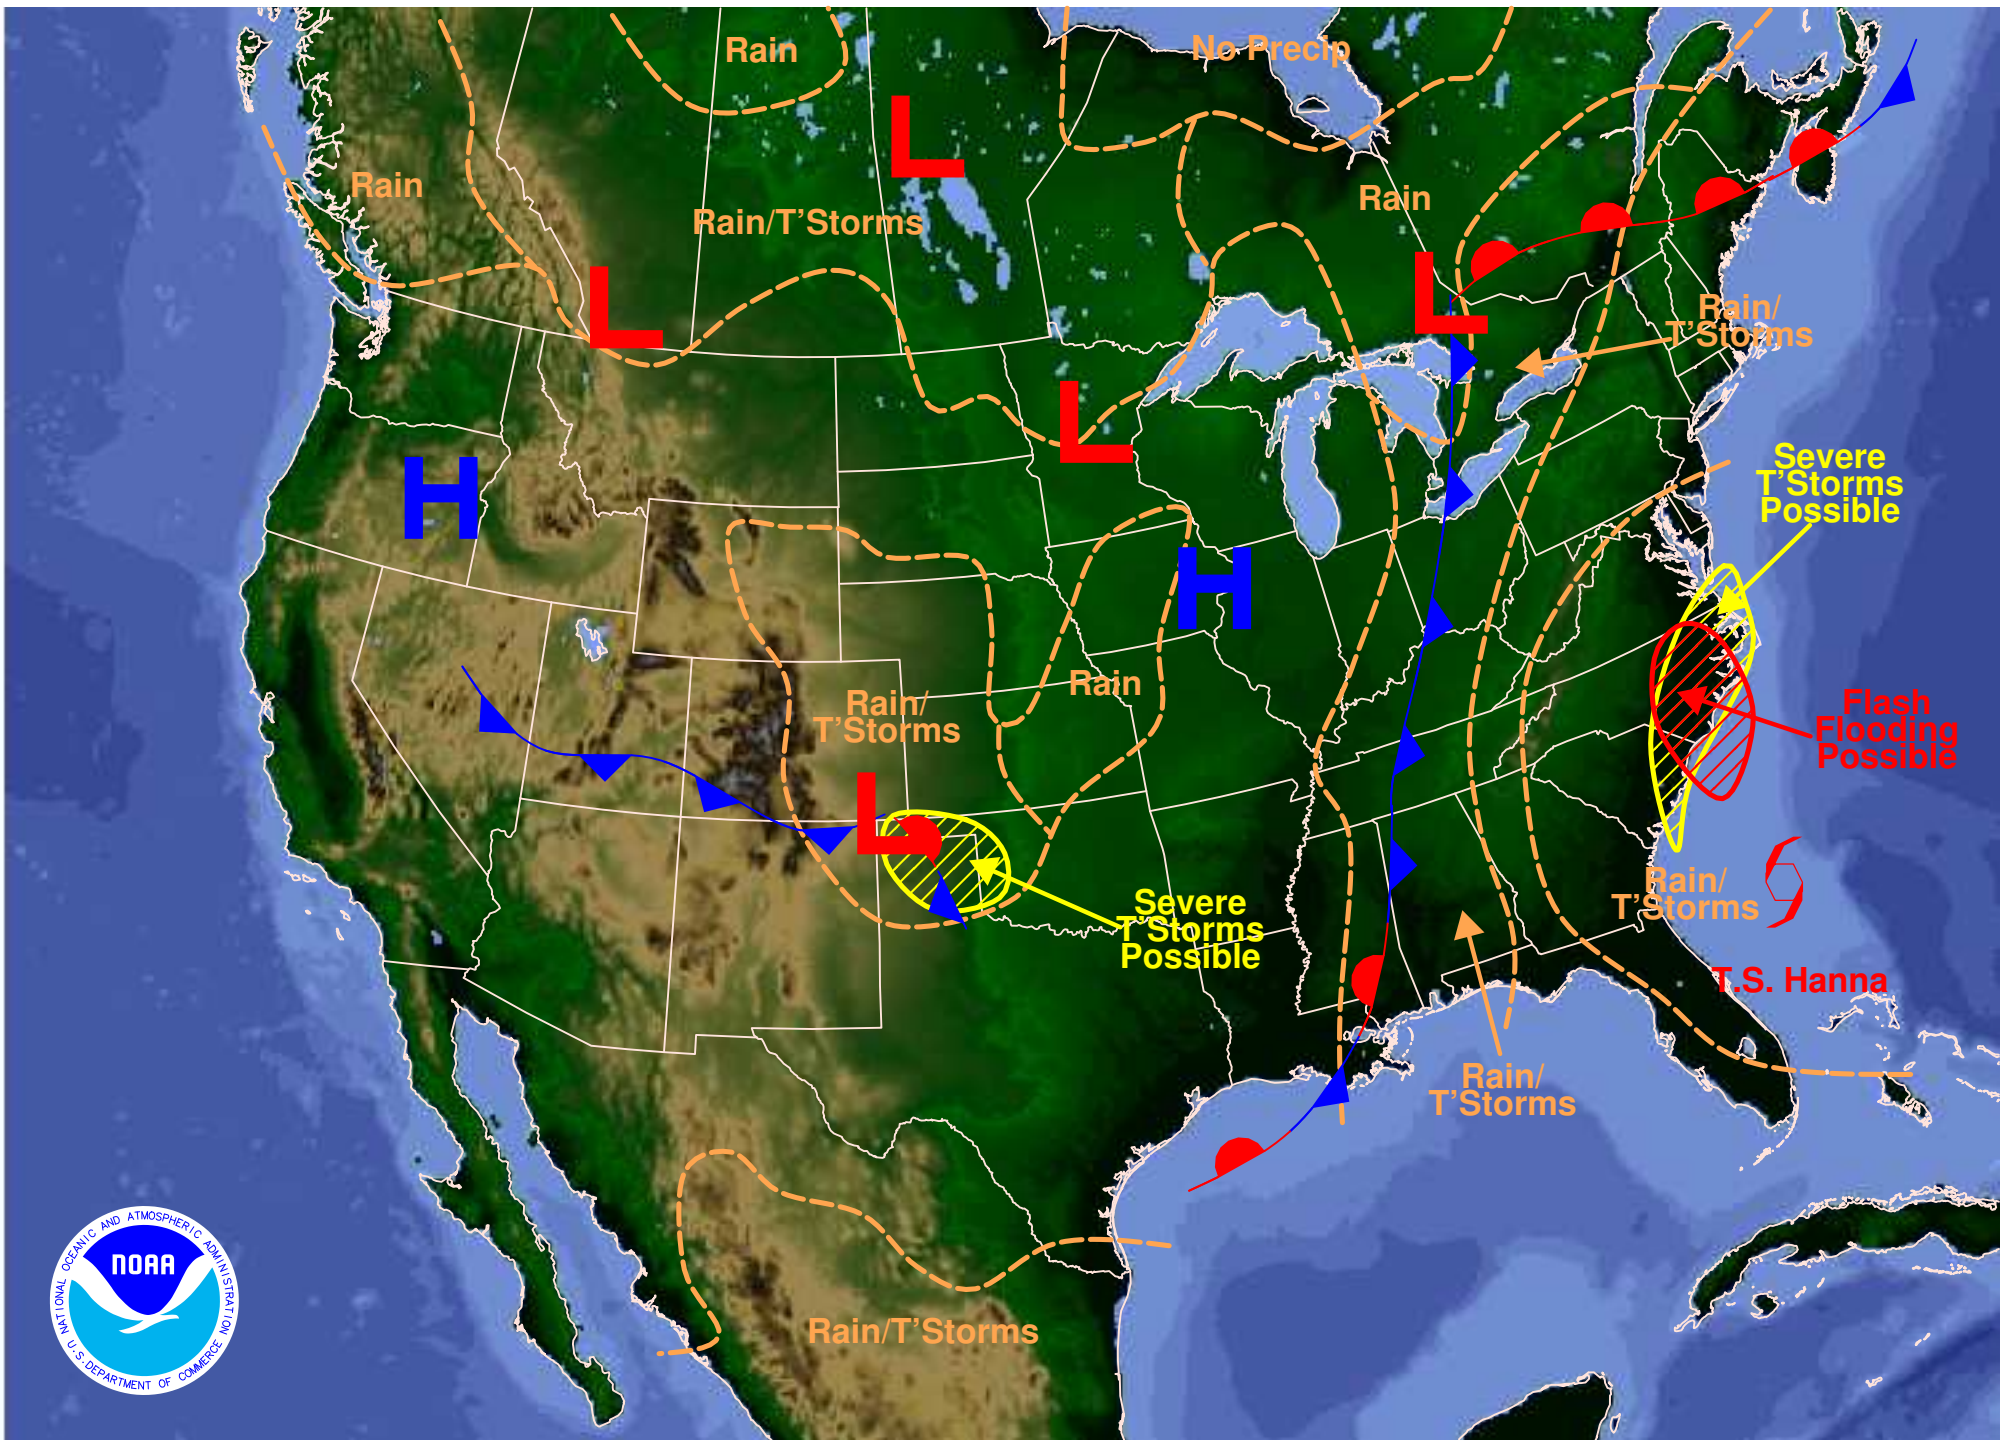 Rain
No Precip
Rain
Rain/T'Storms
Rain
L
L
L
L
Rain/
T'Storms
H
Severe
T'Storms
Possible
H
Rain/
T'Storms
Rain
Flash
Flooding
Possible
L
Severe
T'Storms
Possible
Rain/
T'Storms
T.S. Hanna
Rain/
T'Storms
Rain/T'Storms
NATIONAL OCEANIC AND ATMOSPHERIC ADMINISTRATION
NOAA
U.S. DEPARTMENT OF COMMERCE